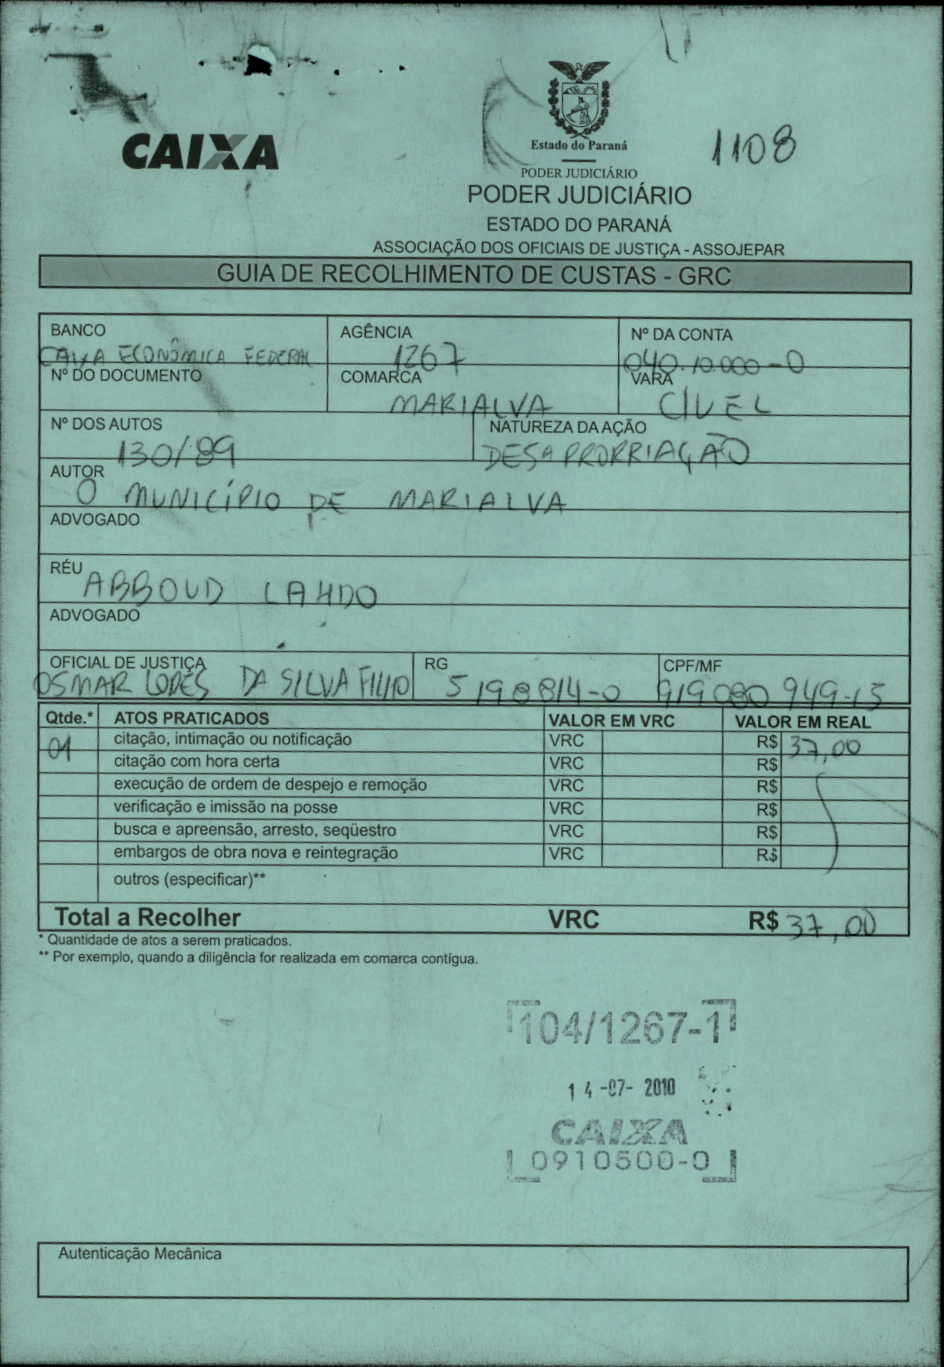 CAIXA
1108
Estado do Paraná
PODER JUDICIÁRIO
PODER JUDICIÁRIO
ESTADO DO PARANÁ
ASSOCIAÇÃO DOS OFICIAIS DE JUSTIÇA - ASSOJEPAR
GUIA DE RECOLHIMENTO DE CUSTAS - GRC
BANCO AGÊNCIA Nº DA CONTA
CAIXA ECONÔMICA FEDERAL 1267 040.10.000-0
Nº DO DOCUMENTO COMARCA VARA
MARIALVA CIVEL
Nº DOS AUTOS NATUREZA DA AÇÃO
130/89 DESAPRORRIAÇÃO
AUTOR
O MUNICÍPIO DE MARIALVA
ADVOGADO
RÉU
ABBOUD LAHDO
ADVOGADO
OFICIAL DE JUSTIÇA RG CPF/MF
OSMAR LOPES DA SILVA FILHO 5198814-0 919080949-15
Qtde.* ATOS PRATICADOS VALOR EM VRC VALOR EM REAL
01 citação, intimação ou notificação VRC R$ 37,00
citação com hora certa VRC R$
execução de ordem de despejo e remoção VRC R$
verificação e imissão na posse VRC R$
busca e apreensão, arresto, seqüestro VRC R$
embargos de obra nova e reintegração VRC R$
outros (especificar)**
Total a Recolher VRC R$ 37,00
* Quantidade de atos a serem praticados.
** Por exemplo, quando a diligência for realizada em comarca contígua.
104/1267-1
14-07-2010
CAIXA
0910500-0
Autenticação Mecânica